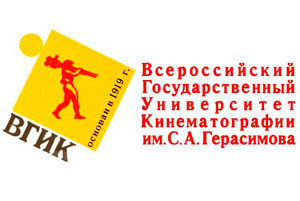 ВГИК
основан в 1919 г.
Всероссийский
Государственный
Университет
Кинематографии
им. С. А. Герасимова